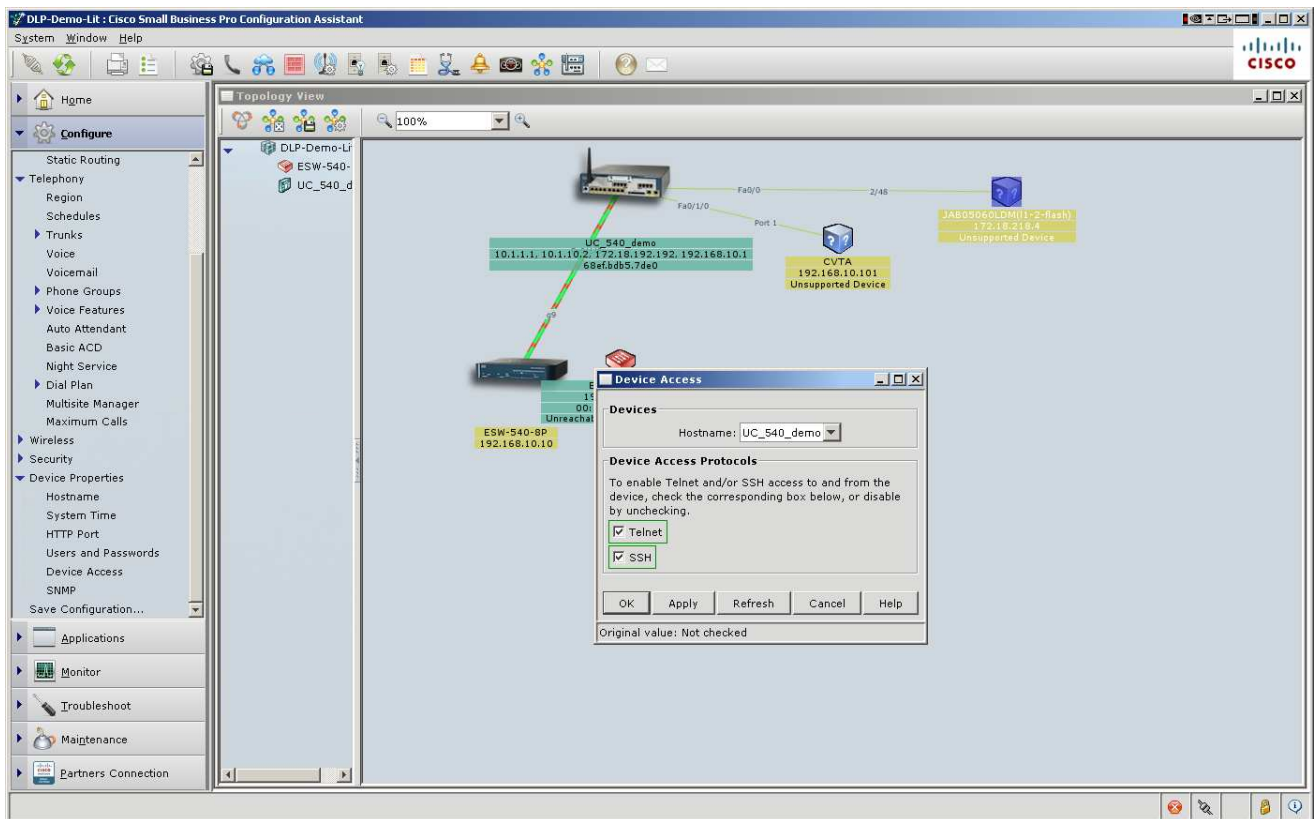 DLP-Demo-Lit : Cisco Small Business Pro Configuration Assistant
System Window Help
CISCO
Home
Configure
Static Routing
Telephony
Region
Schedules
Trunks
Voice
Voicemail
Phone Groups
Voice Features
Auto Attendant
Basic ACD
Night Service
Dial Plan
Multisite Manager
Maximum Calls
Wireless
Security
Device Properties
Hostname
System Time
HTTP Port
Users and Passwords
Device Access
SNMP
Save Configuration...
Applications
Monitor
Troubleshoot
Maintenance
Partners Connection
Topology View
100%
DLP-Demo-Li
ESW-540-
UC_540_d
Fa0/0
2/48
Fa0/1/0
Port 1
JAB05060LDM(l1-2-flash)
172.18.218.4
Unsupported Device
UC_540_demo
10.1.1.1, 10.1.10.2, 172.18.192.192, 192.168.10.1
68ef.bdb5.7de0
CVTA
192.168.10.101
Unsupported Device
g9
E
19
00:
Unreachal
ESW-540-8P
192.168.10.10
Device Access
Devices
Hostname: UC_540_demo
Device Access Protocols
To enable Telnet and/or SSH access to and from the
device, check the corresponding box below, or disable
by unchecking.
Telnet
SSH
OK Apply Refresh Cancel Help
Original value: Not checked